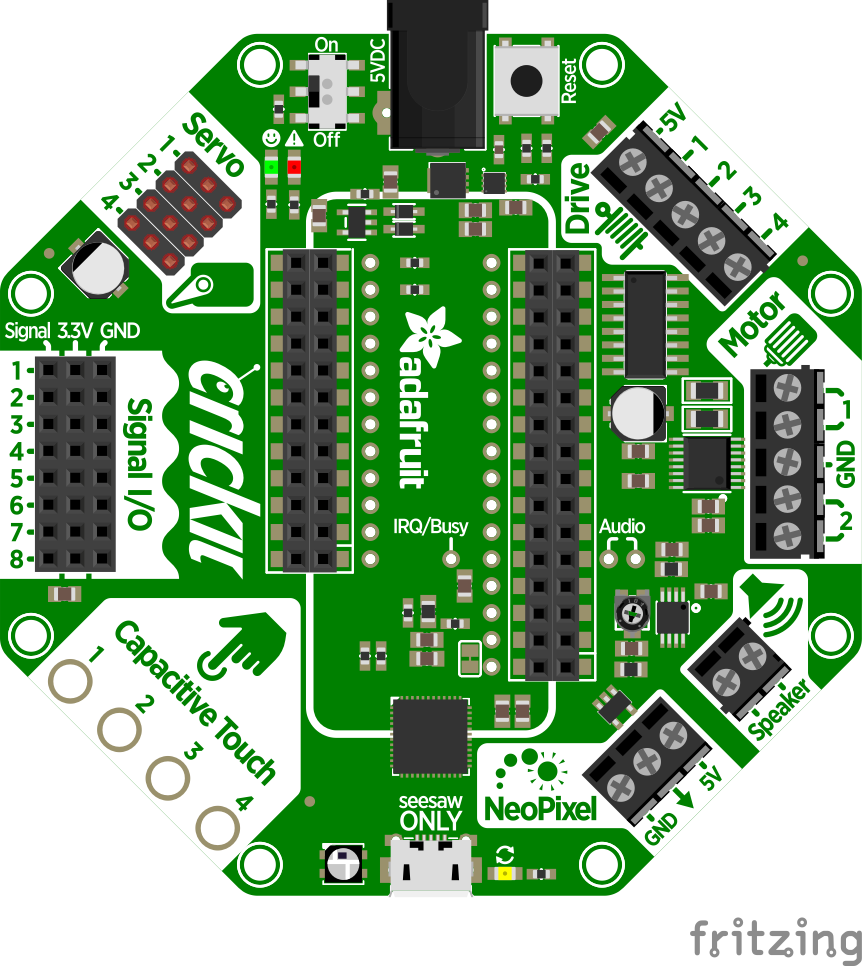 On
Off
5VDC
Reset
Servo
1
2
3
4
Drive
5V
1
2
3
4
Signal 3.3V GND
1
2
3
4
5
6
7
8
Signal I/O
crickit
adafruit
Motor
1
GND
2
IRQ/Busy
Audio
Capacitive Touch
1
2
3
4
Speaker
NeoPixel
5V
GND
seesaw
ONLY
fritzing